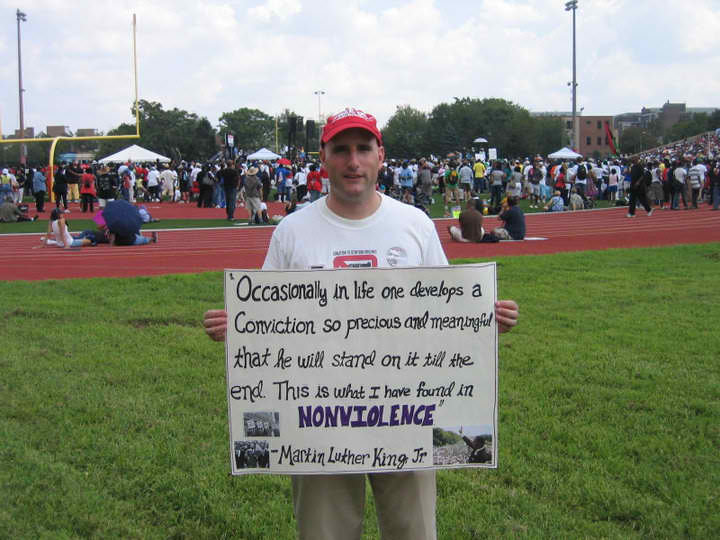 "Occasionally in life one develops a
Conviction so precious and meaningful
that he will stand on it till the
end. This is what I have found in
NONVIOLENCE"
-Martin Luther King, Jr